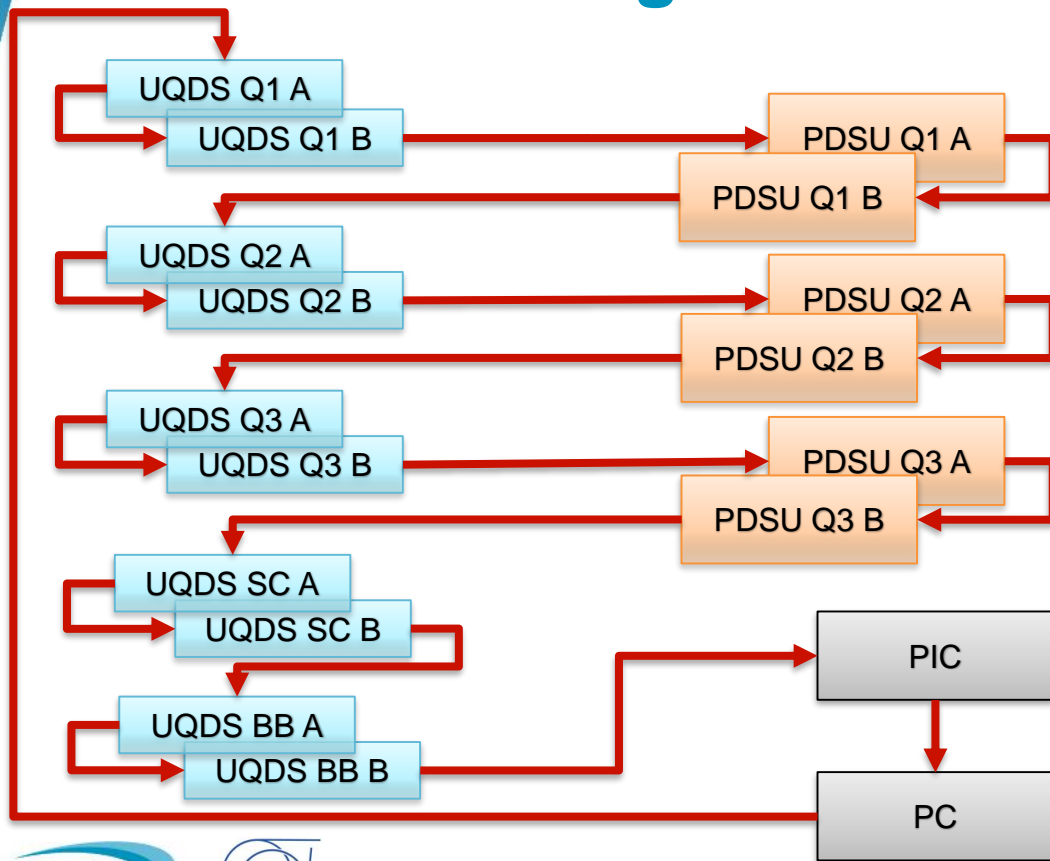 UQDS Q1 A
UQDS Q1 B
PDSU Q1 A
PDSU Q1 B
UQDS Q2 A
UQDS Q2 B
PDSU Q2 A
PDSU Q2 B
UQDS Q3 A
UQDS Q3 B
PDSU Q3 A
PDSU Q3 B
UQDS SC A
UQDS SC B
PIC
UQDS BB A
UQDS BB B
PC